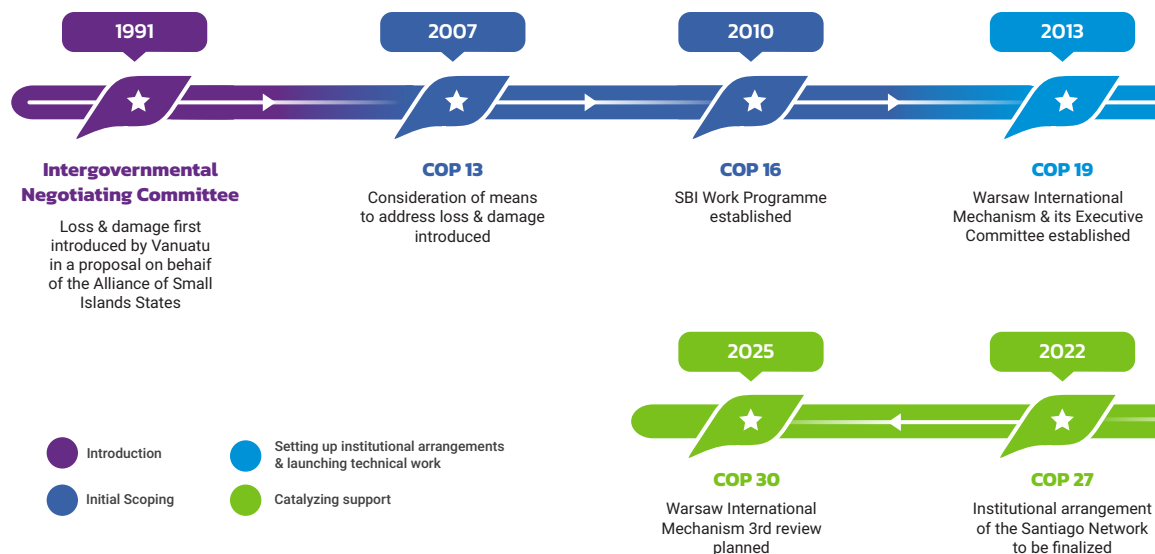 1991
Intergovernmental
Negotiating Committee
Loss & damage first
introduced by Vanuatu
in a proposal on behaif
of the Alliance of Small
Islands States
2007
COP 13
Consideration of means
to address loss & damage
introduced
2010
COP 16
SBI Work Programme
established
2013
COP 19
Warsaw International
Mechanism & its Executive
Committee established
2025
COP 30
Warsaw International
Mechanism 3rd review
planned
2022
COP 27
Institutional arrangement
of the Santiago Network
to be finalized
Introduction
Initial Scoping
Setting up institutional arrangements
& launching technical work
Catalyzing support